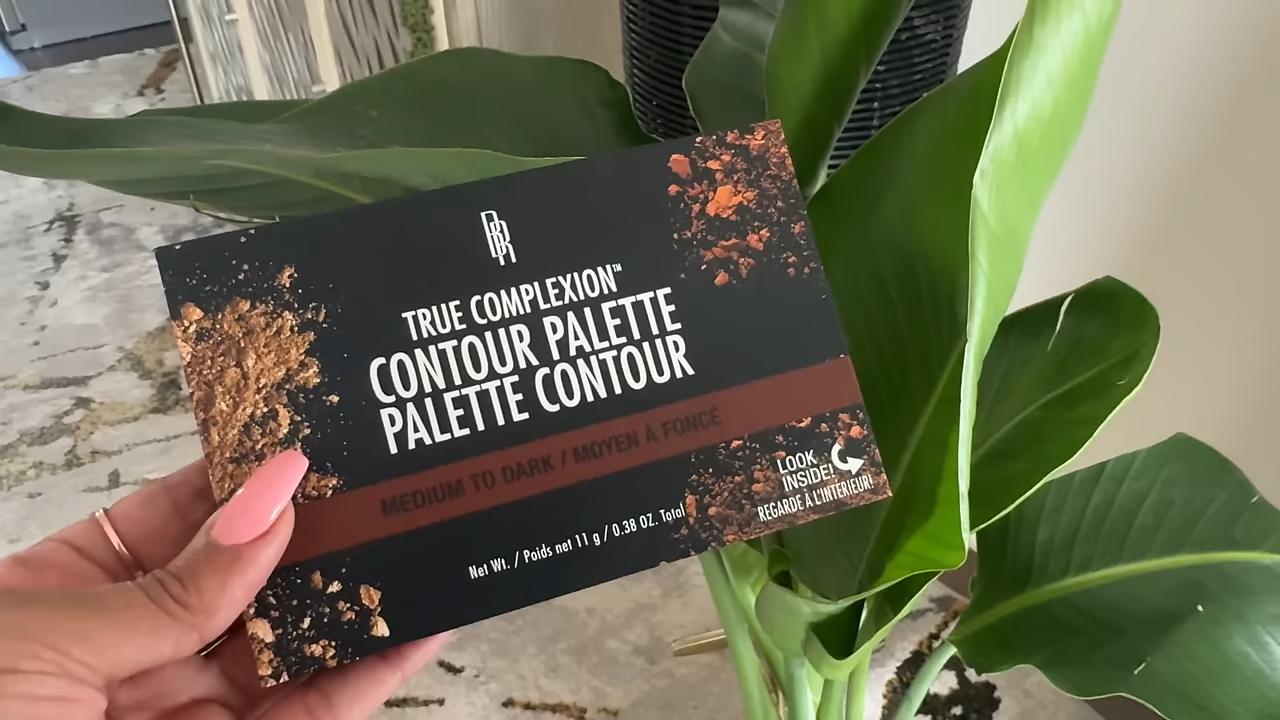 BR
TRUE COMPLEXION™
CONTOUR PALETTE
PALETTE CONTOUR
MEDIUM TO DARK / MOYEN À FONCÉ
Net Wt. / Poids net 11 g / 0.38 OZ. Total
LOOK
INSIDE!
REGARDE À L'INTÉRIEUR!